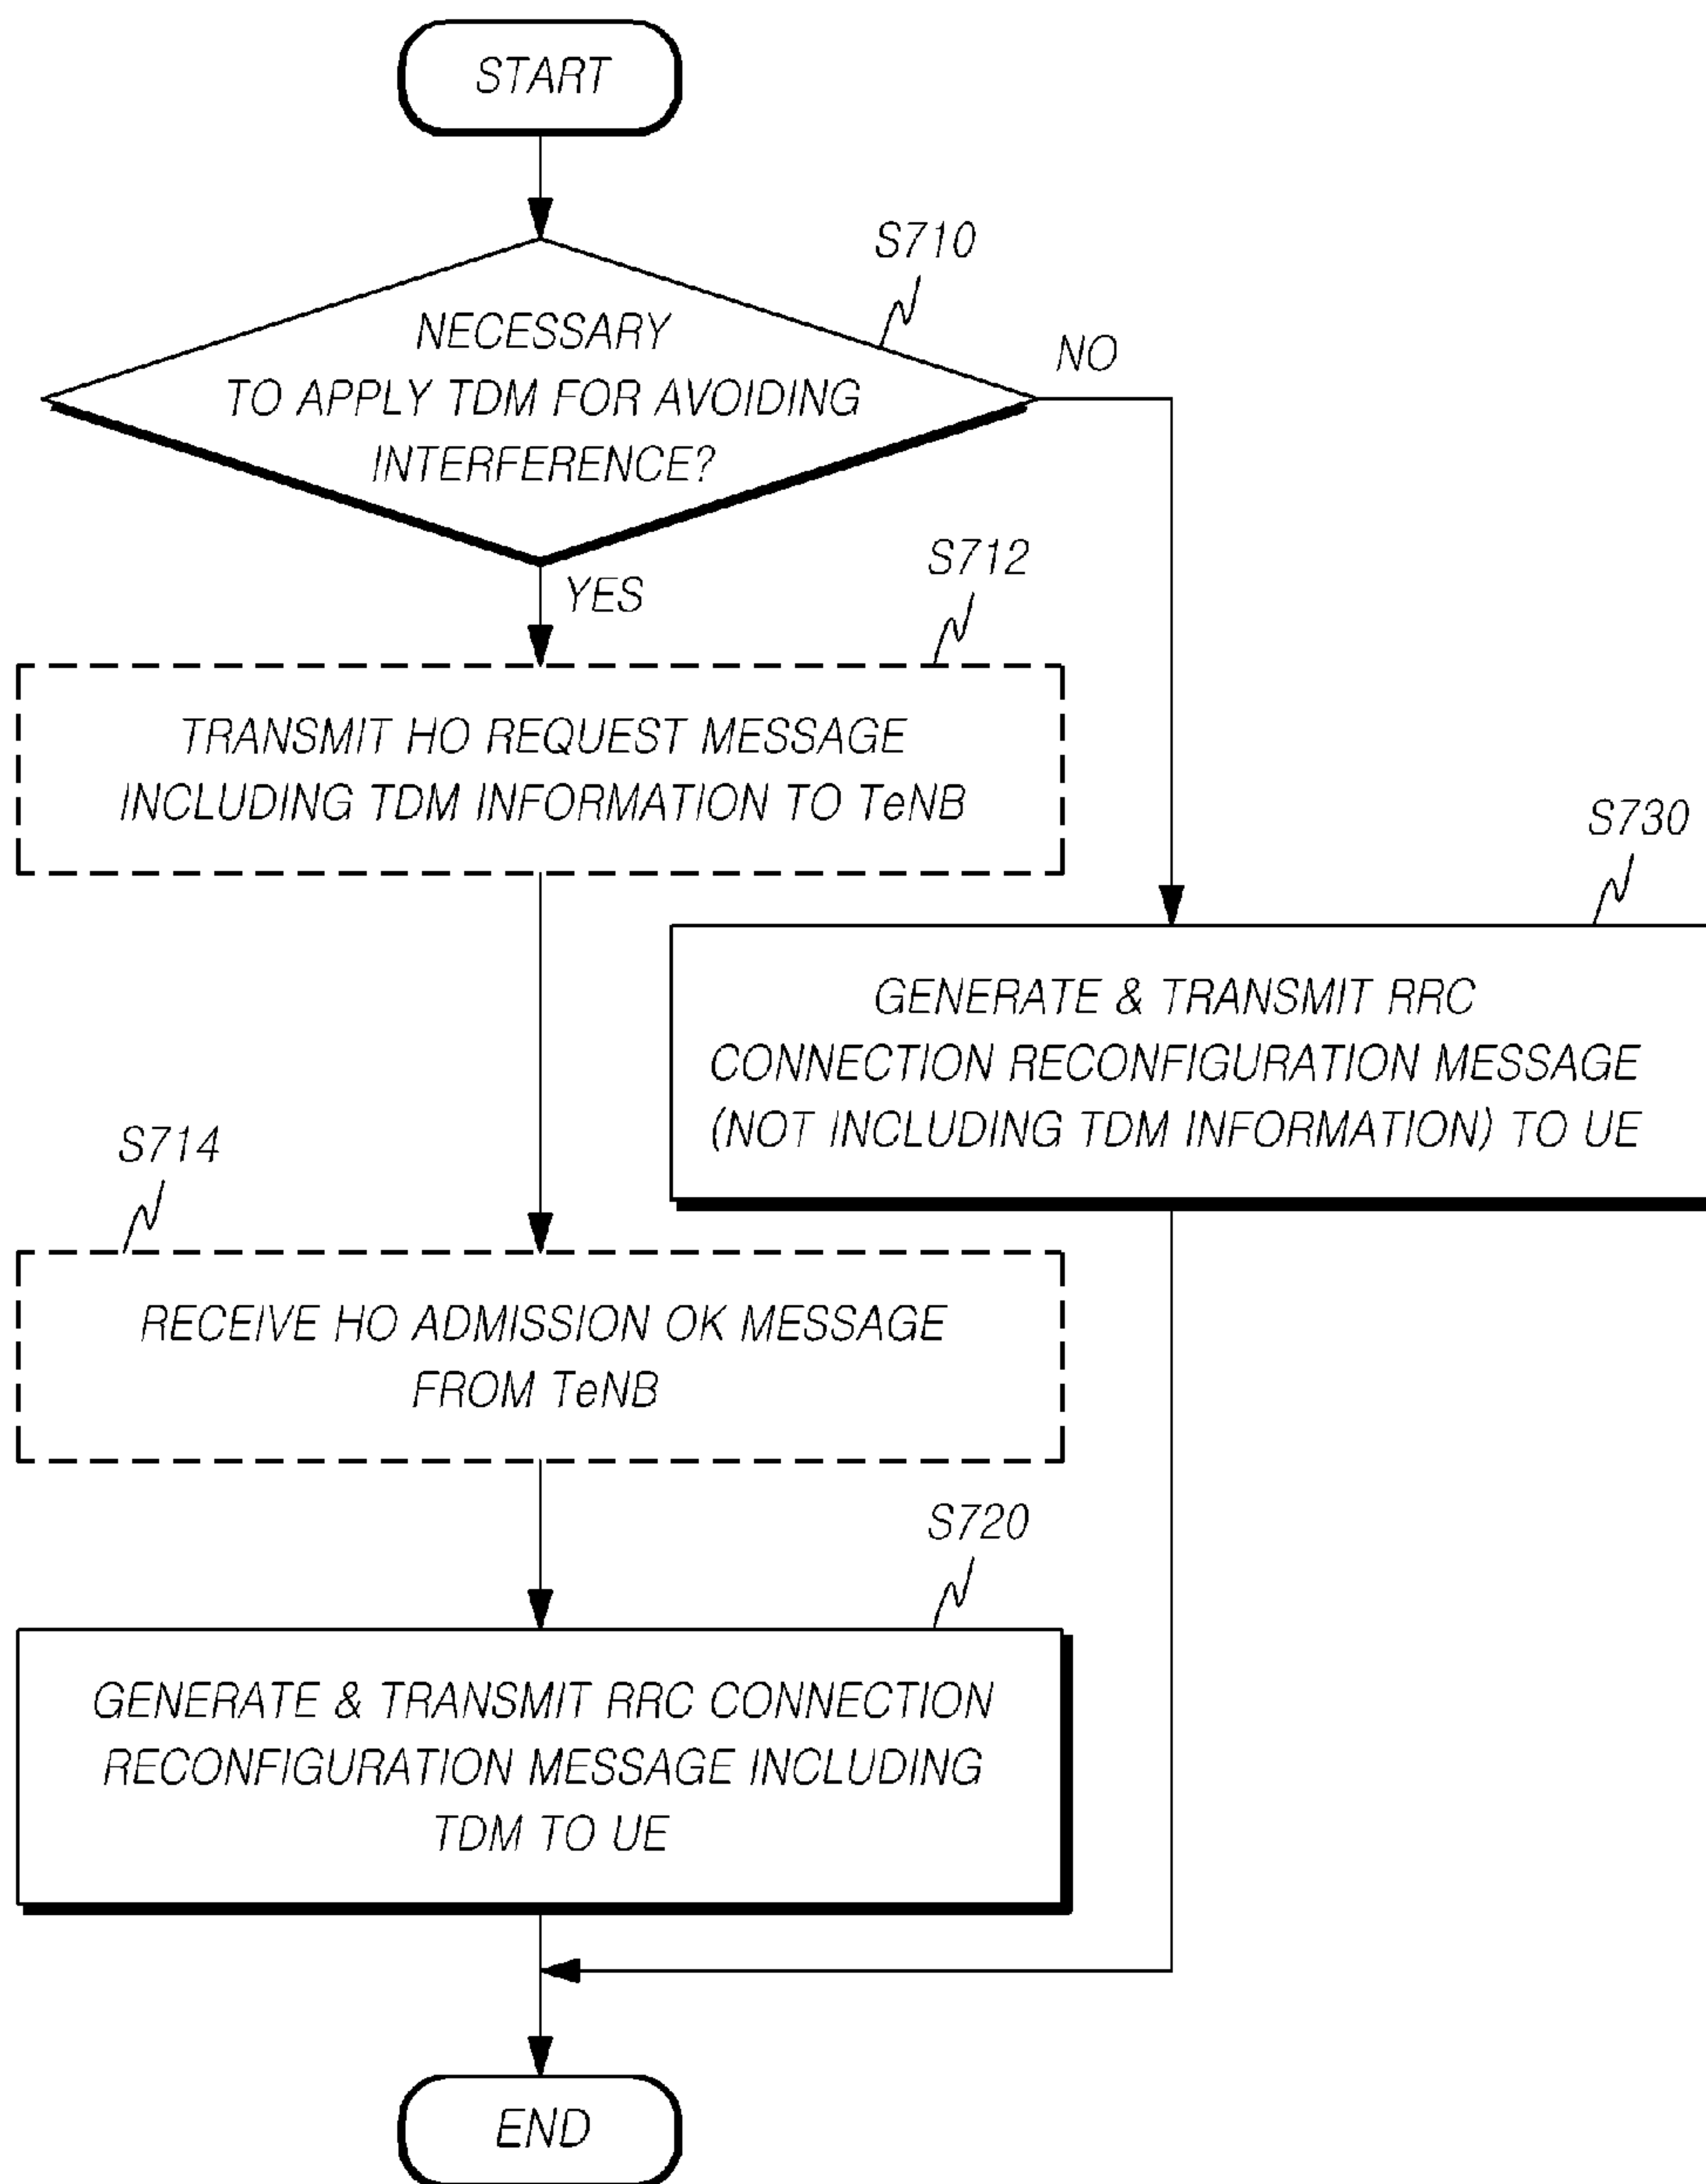 START
S710
NECESSARY
TO APPLY TDM FOR AVOIDING
INTERFERENCE?
NO
YES
S712
TRANSMIT HO REQUEST MESSAGE
INCLUDING TDM INFORMATION TO TeNB
S730
GENERATE & TRANSMIT RRC
CONNECTION RECONFIGURATION MESSAGE
(NOT INCLUDING TDM INFORMATION) TO UE
S714
RECEIVE HO ADMISSION OK MESSAGE
FROM TeNB
S720
GENERATE & TRANSMIT RRC CONNECTION
RECONFIGURATION MESSAGE INCLUDING
TDM TO UE
END